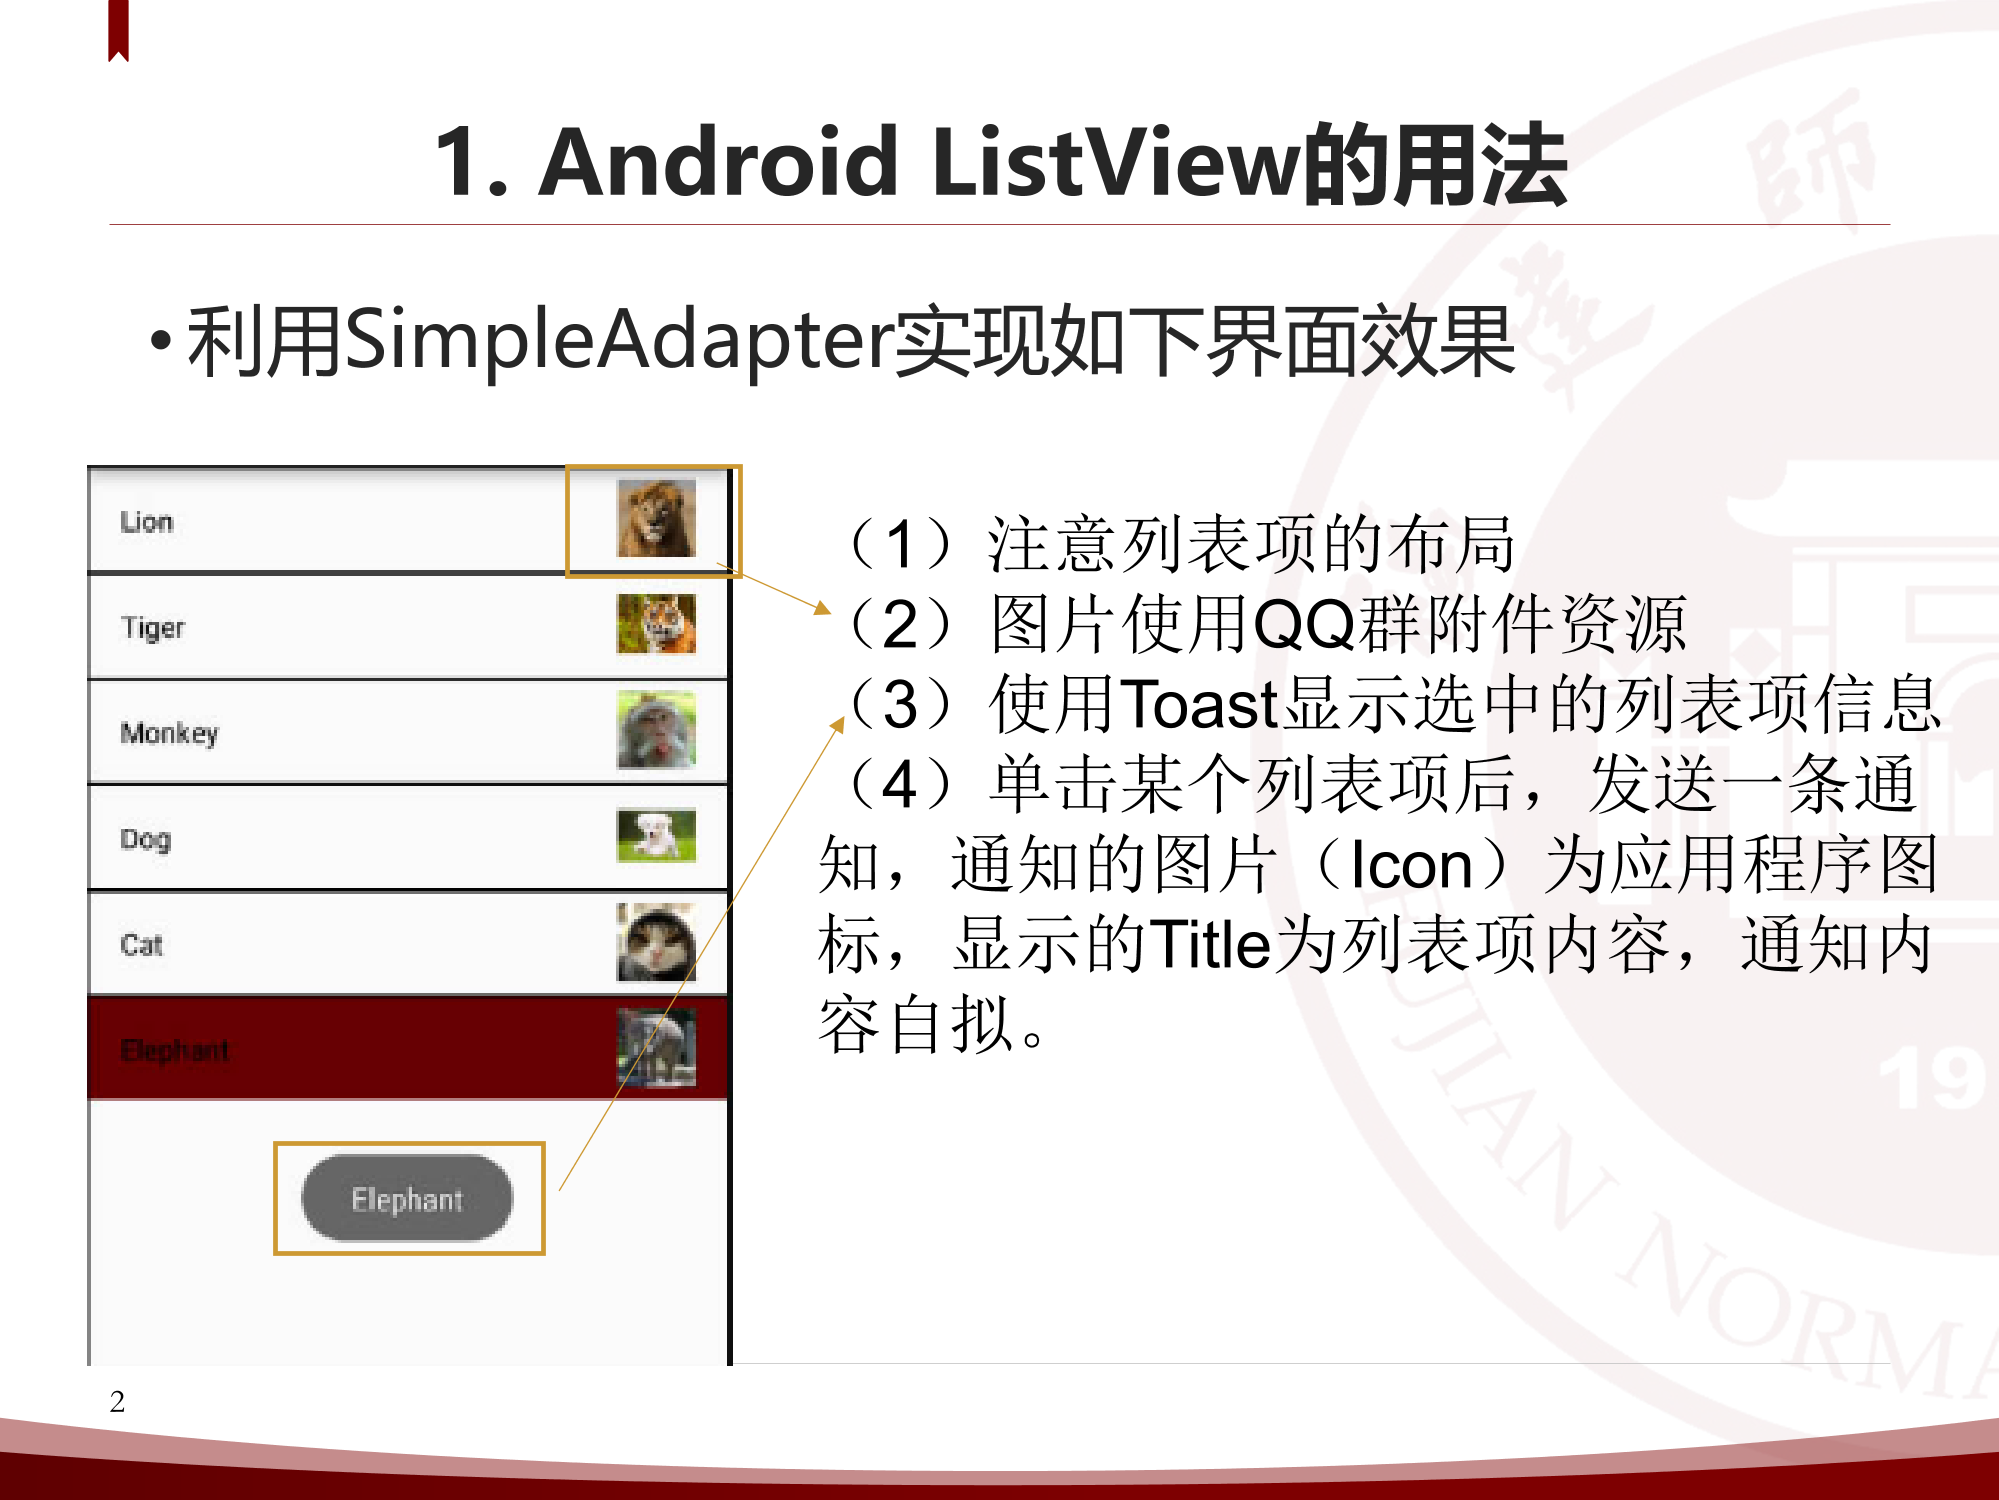 1. Android ListView的用法
•利用SimpleAdapter实现如下界面效果
Lion
Tiger
Monkey
Dog
Cat
Elephant
Elephant
（1）注意列表项的布局
（2）图片使用QQ群附件资源
（3）使用Toast显示选中的列表项信息
（4）单击某个列表项后，发送一条通
知，通知的图片（Icon）为应用程序图
标，显示的Title为列表项内容，通知内
容自拟。
師
FUJIAN NORMA
19
2